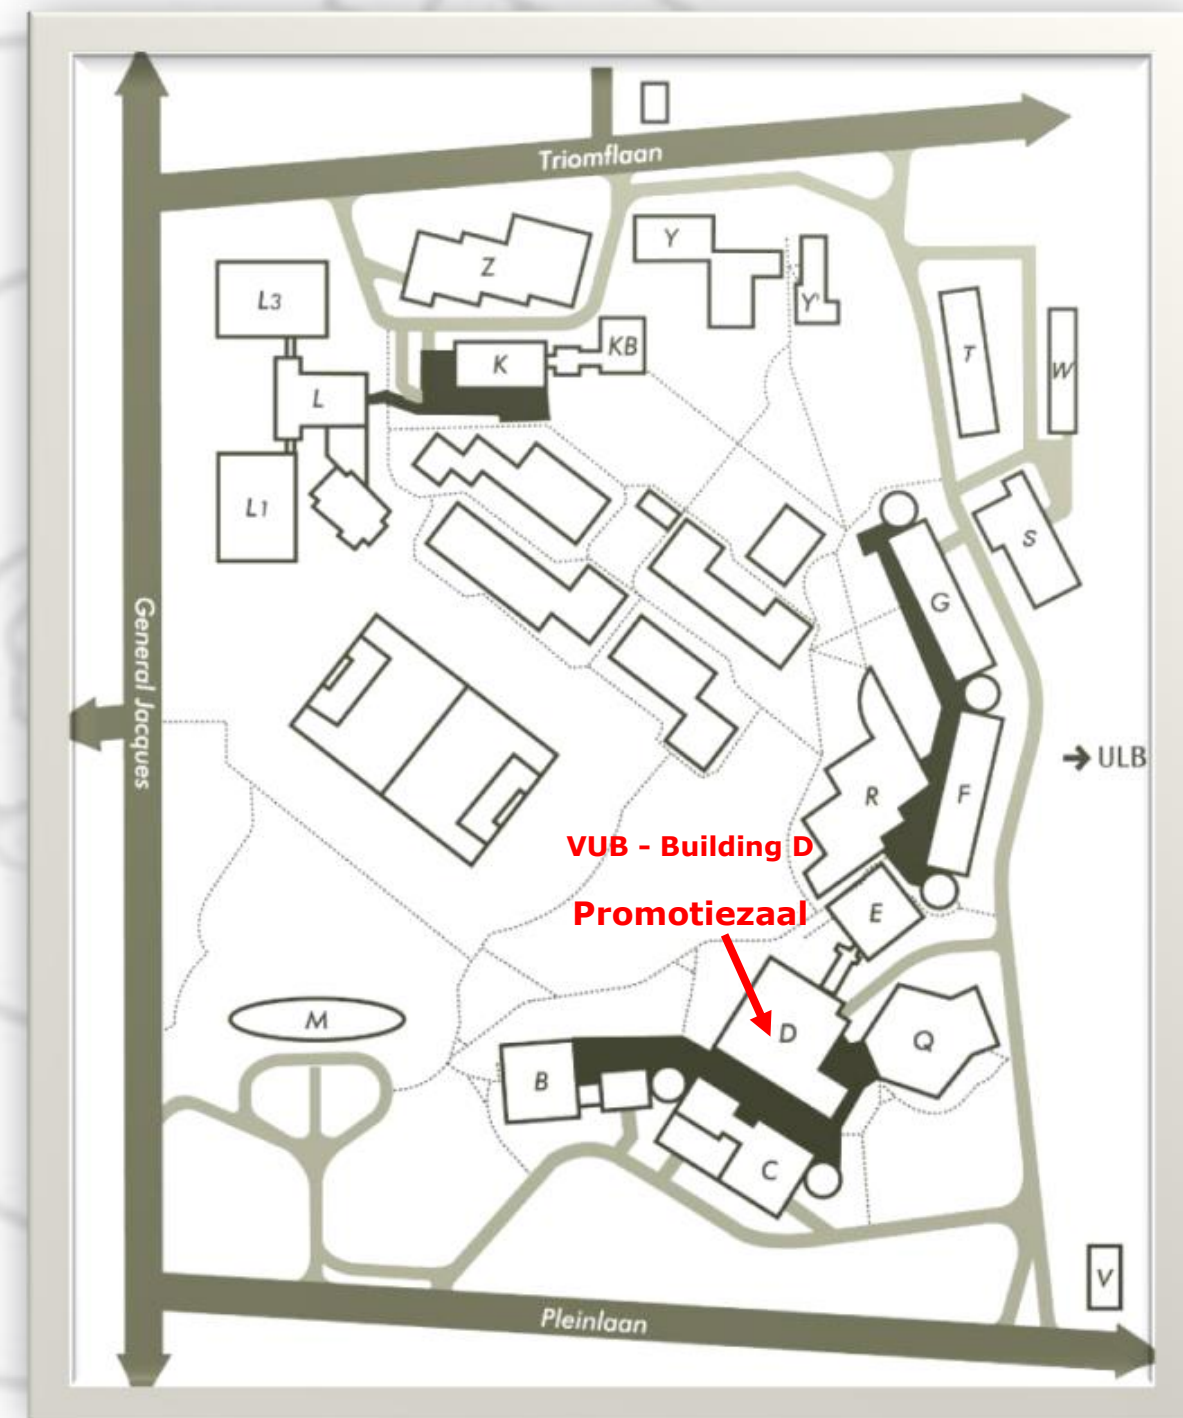 Triomflaan
Y
Z
L3
Y'
KB
T
K
W
L
L1
S
G
General Jacques
→ ULB
R
F
VUB - Building D
Promotiezaal
E
M
D
Q
B
C
V
Pleinlaan